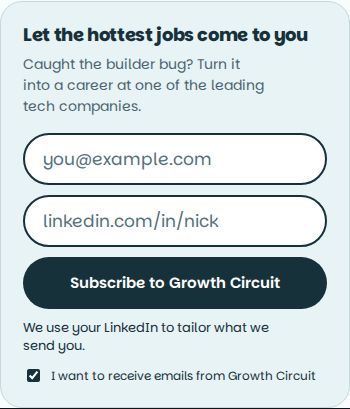 Let the hottest jobs come to you
Caught the builder bug? Turn it
into a career at one of the leading
tech companies.
you@example.com
linkedin.com/in/nick
Subscribe to Growth Circuit
We use your LinkedIn to tailor what we
send you.
I want to receive emails from Growth Circuit